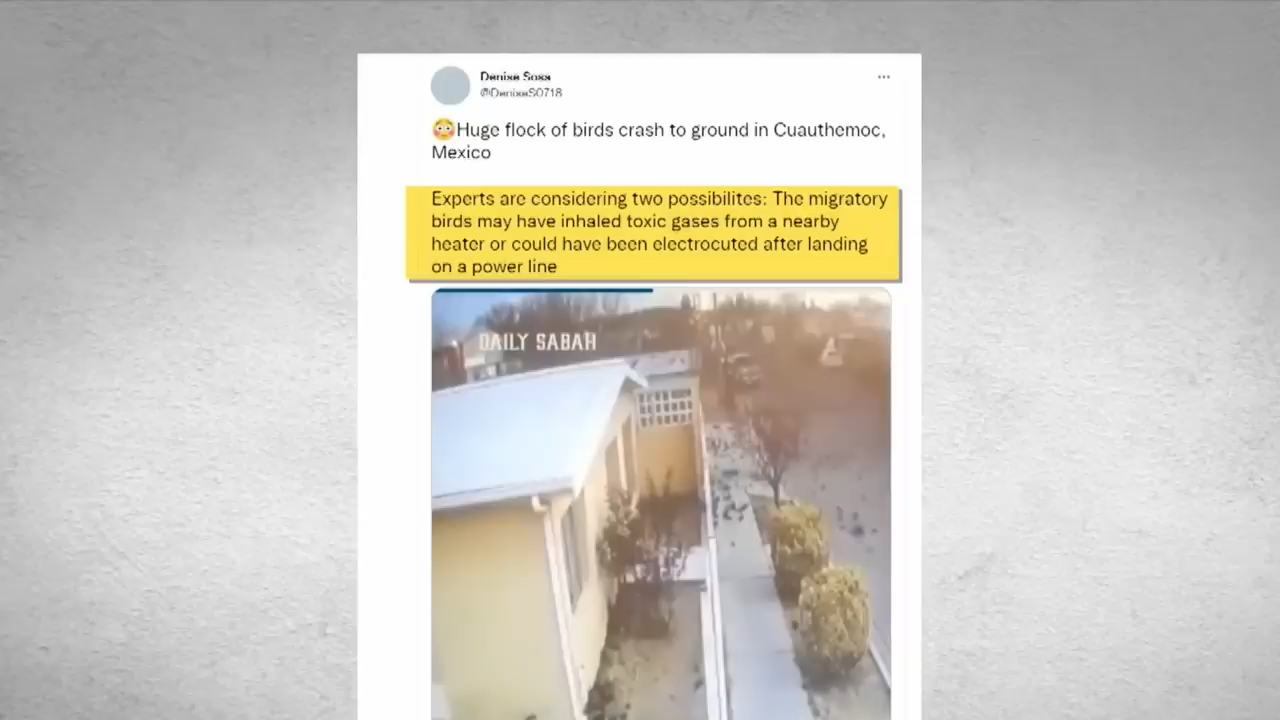 Denise Sosa
@DeniseS0718
😳Huge flock of birds crash to ground in Cuauthemoc,
Mexico
Experts are considering two possibilites: The migratory
birds may have inhaled toxic gases from a nearby
heater or could have been electrocuted after landing
on a power line
DAILY SABAH